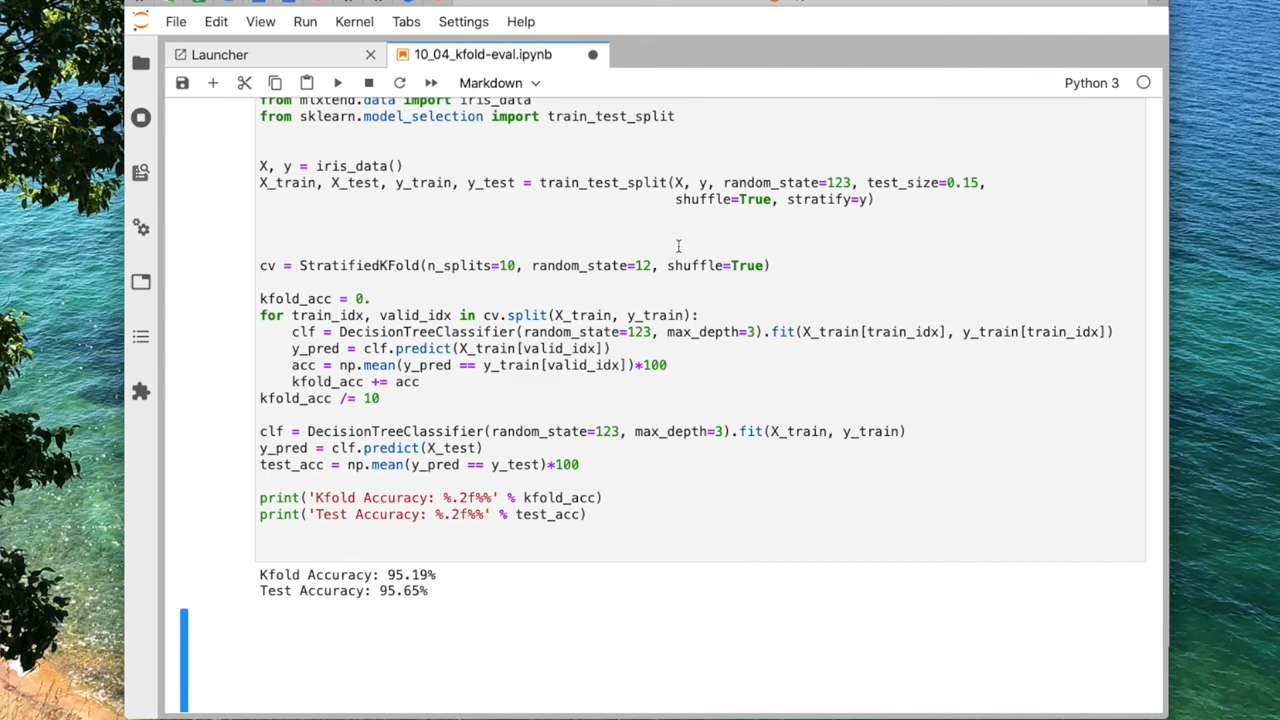 File Edit View Run Kernel Tabs Settings Help
Launcher
10_04_kfold-eval.ipynb
Markdown
Python 3
from mlxtend.data import iris_data
from sklearn.model_selection import train_test_split
X, y = iris_data()
X_train, X_test, y_train, y_test = train_test_split(X, y, random_state=123, test_size=0.15,
shuffle=True, stratify=y)
cv = StratifiedKFold(n_splits=10, random_state=12, shuffle=True)
kfold_acc = 0.
for train_idx, valid_idx in cv.split(X_train, y_train):
clf = DecisionTreeClassifier(random_state=123, max_depth=3).fit(X_train[train_idx], y_train[train_idx])
y_pred = clf.predict(X_train[valid_idx])
acc = np.mean(y_pred == y_train[valid_idx])*100
kfold_acc += acc
kfold_acc /= 10
clf = DecisionTreeClassifier(random_state=123, max_depth=3).fit(X_train, y_train)
y_pred = clf.predict(X_test)
test_acc = np.mean(y_pred == y_test)*100
print('Kfold Accuracy: %.2f%%' % kfold_acc)
print('Test Accuracy: %.2f%%' % test_acc)
Kfold Accuracy: 95.19%
Test Accuracy: 95.65%